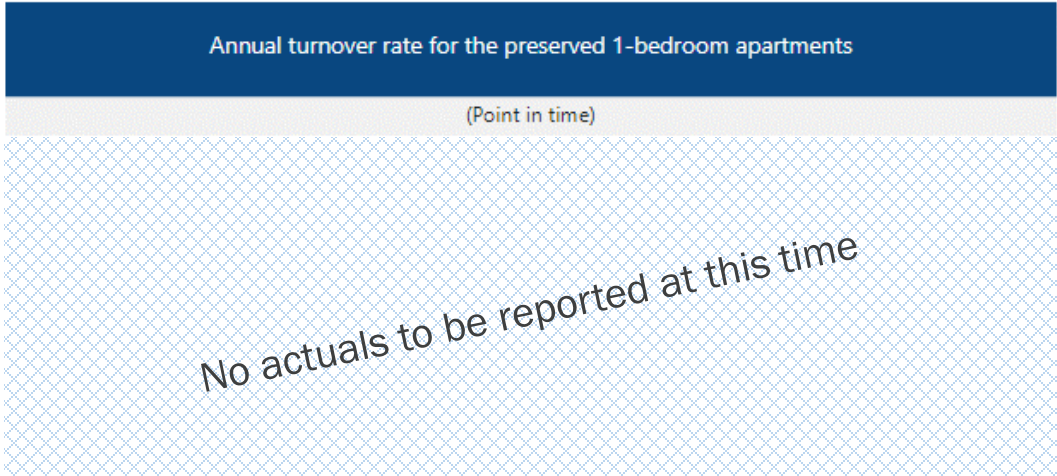 Annual turnover rate for the preserved 1-bedroom apartments
(Point in time)
No actuals to be reported at this time